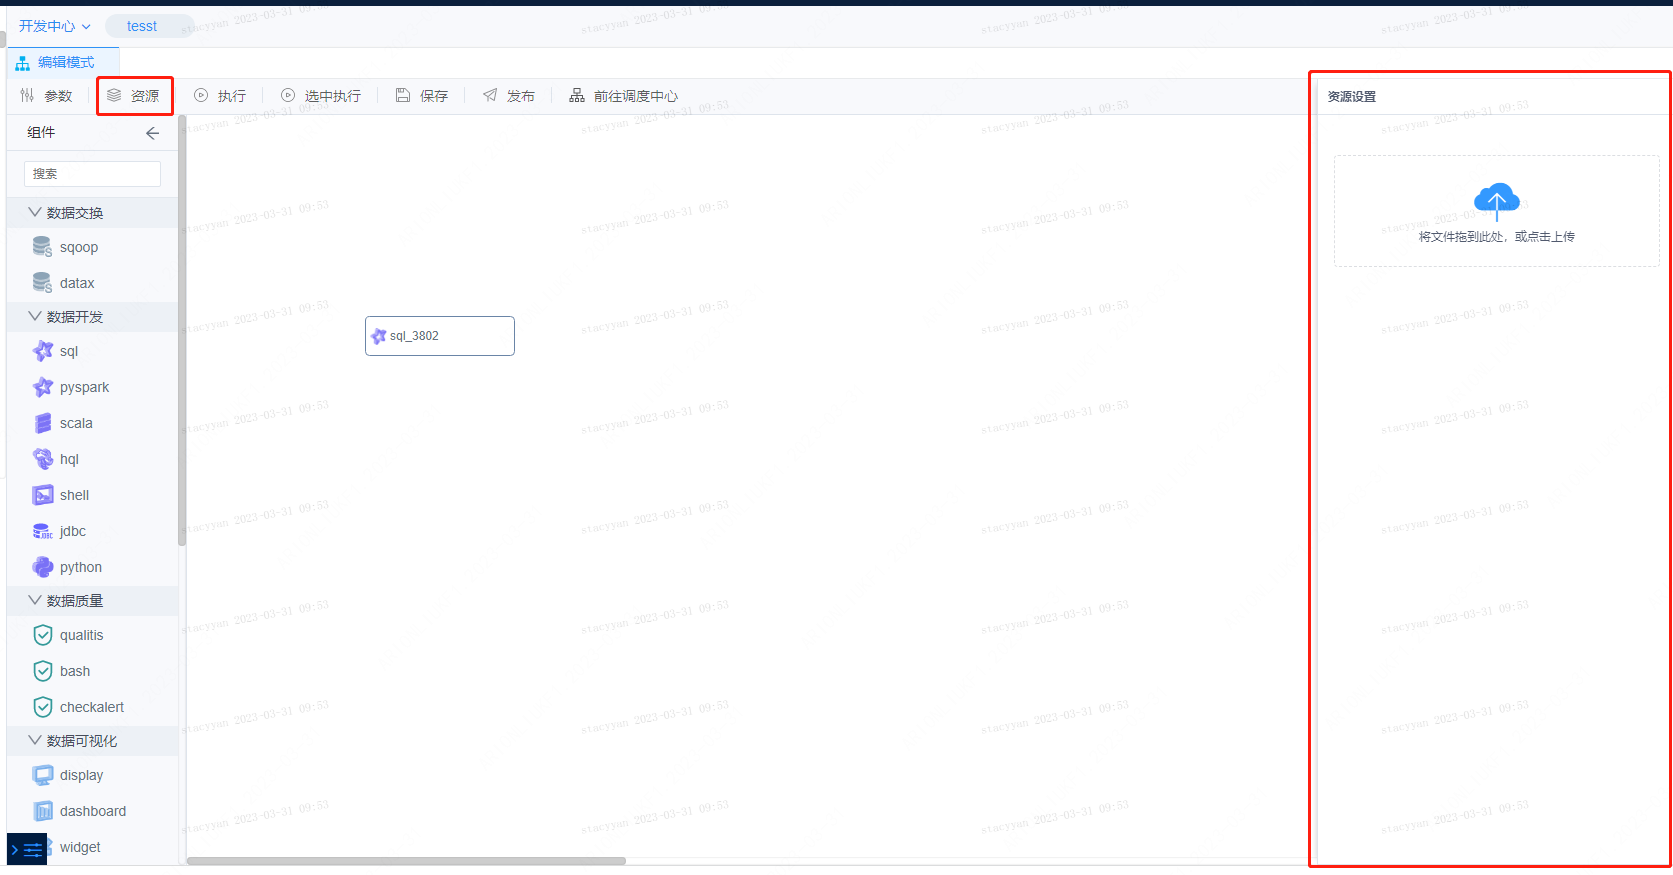 开发中心
tesst
编辑模式
参数
资源
执行
选中执行
保存
发布
前往调度中心
资源设置
组件
搜索
数据交换
sqoop
datax
数据开发
sql
pyspark
scala
hql
shell
jdbc
python
数据质量
qualitis
bash
checkalert
数据可视化
display
dashboard
widget
sql_3802
将文件拖到此处，或点击上传
stacyyan 2023-03-31 09:53